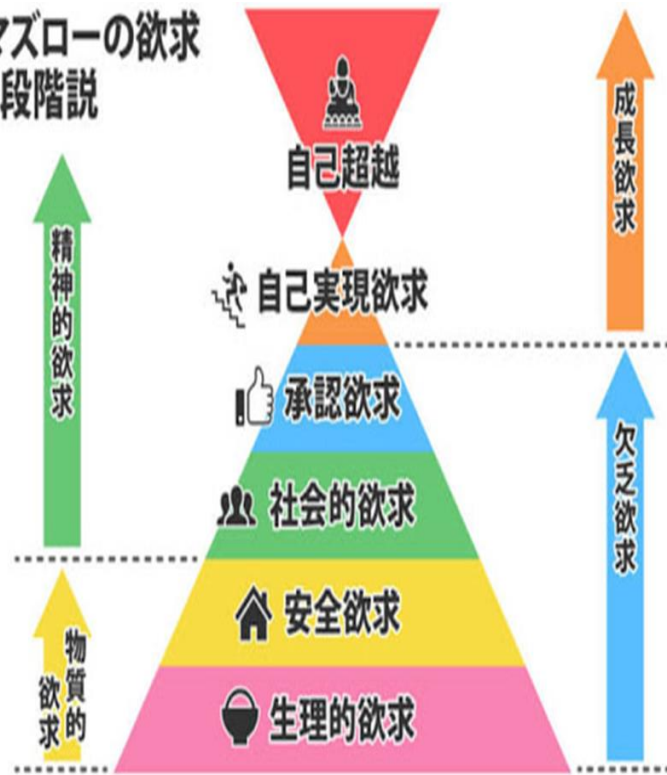 マズローの欲求
段階説
自己超越
成長欲求
精神的欲求
自己実現欲求
承認欲求
欠乏欲求
社会的欲求
安全欲求
物質的
欲求
生理的欲求